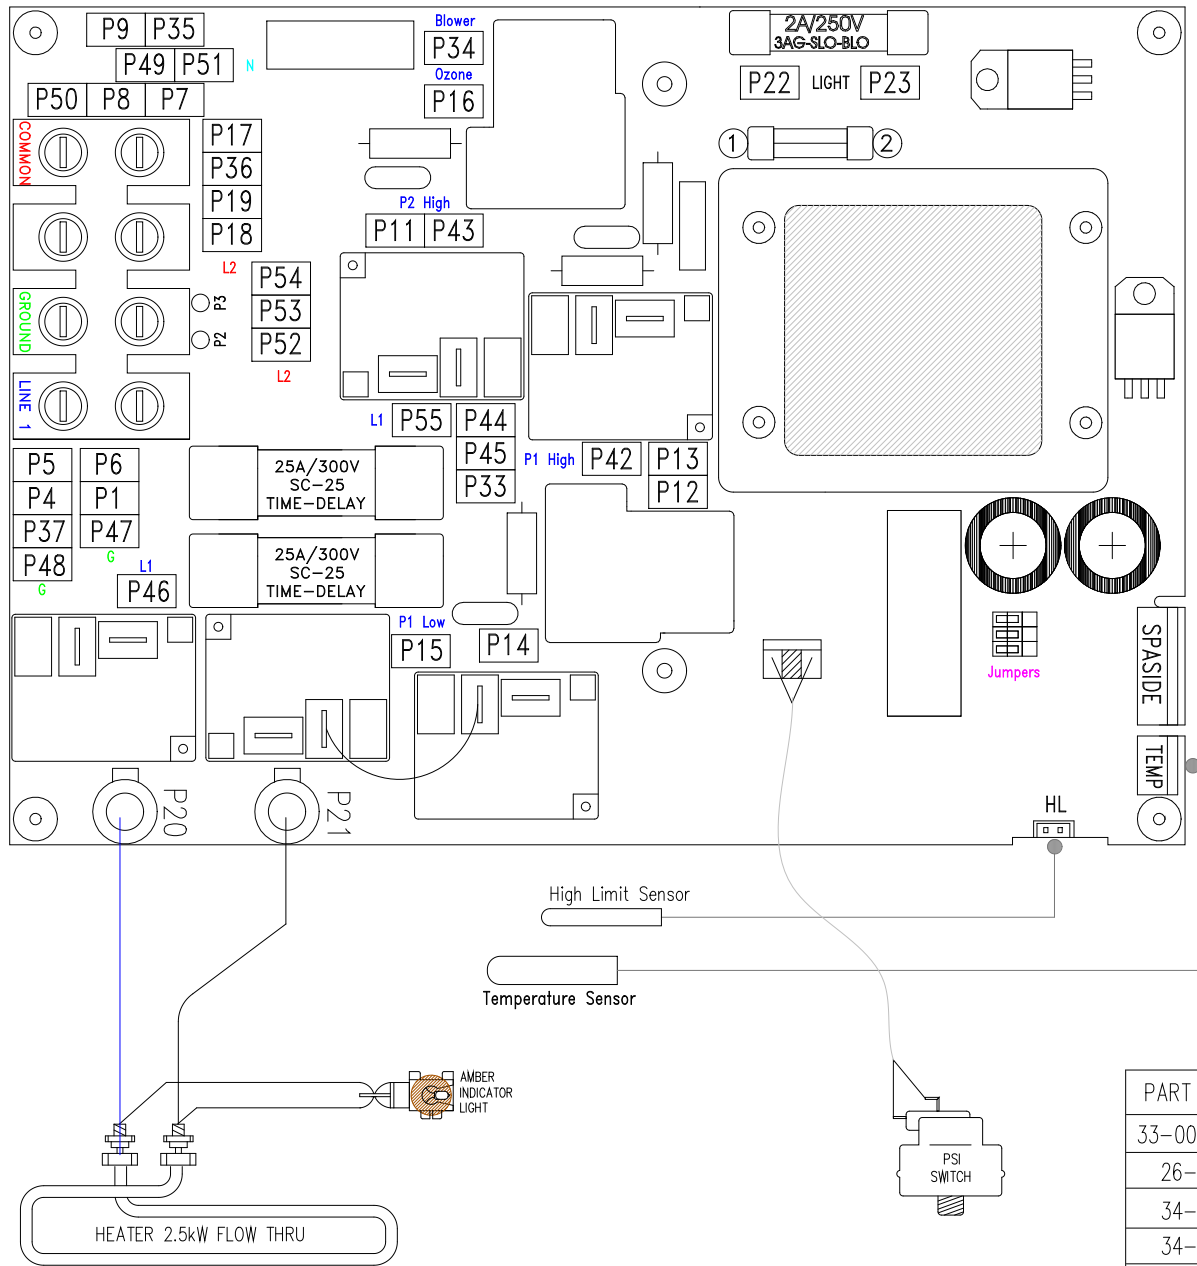 P9 P35
P49 P51 N
P50 P8 P7
Blower
P34
Ozone
P16
2A/250V
3AG-SLO-BLO
P22 LIGHT P23
1 2
COMMON
GROUND
LINE 1
P17
P36
P19
P18
L2
P3
P2
P54
P53
P52
L2
P2 High
P11 P43
L1 P55 P44
P45
P33
P1 High P42 P13
P12
P5 P6
P4 P1
P37 P47
P48 G
G
L1
P46
25A/300V
SC-25
TIME-DELAY
25A/300V
SC-25
TIME-DELAY
P1 Low
P15 P14
Jumpers
SPASIDE
TEMP
HL
P20
P21
High Limit Sensor
Temperature Sensor
AMBER
INDICATOR
LIGHT
PSI
SWITCH
HEATER 2.5kW FLOW THRU
PART
33-00
26-
34-
34-